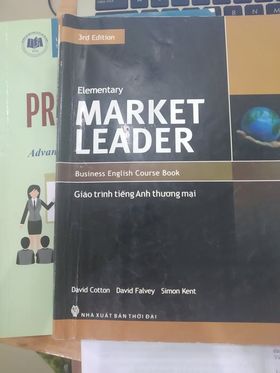 3rd Edition
Elementary
MARKET
LEADER
Business English Course Book
Giáo trình tiếng Anh thương mại
David Cotton David Falvey Simon Kent
NHÀ XUẤT BẢN THỜI ĐẠI
PR
Advan